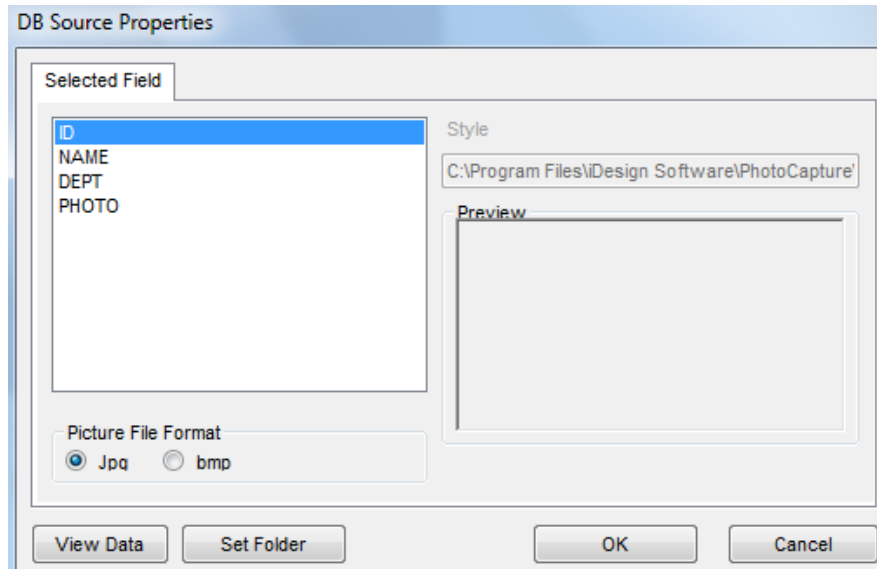 DB Source Properties
Selected Field
ID
NAME
DEPT
PHOTO
Style
C:\Program Files\iDesign Software\PhotoCapture\
Preview
Picture File Format
Jpg
bmp
View Data
Set Folder
OK
Cancel